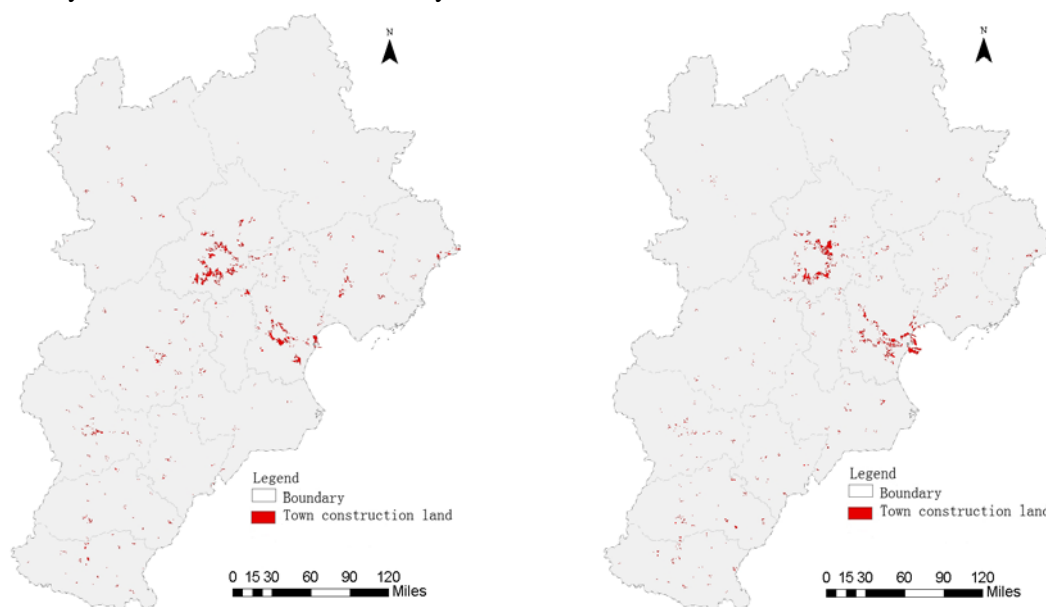 N
N
Legend
Boundary
Town construction land
0 15 30 60 90 120
Miles
Legend
Boundary
Town construction land
0 15 30 60 90 120
Miles